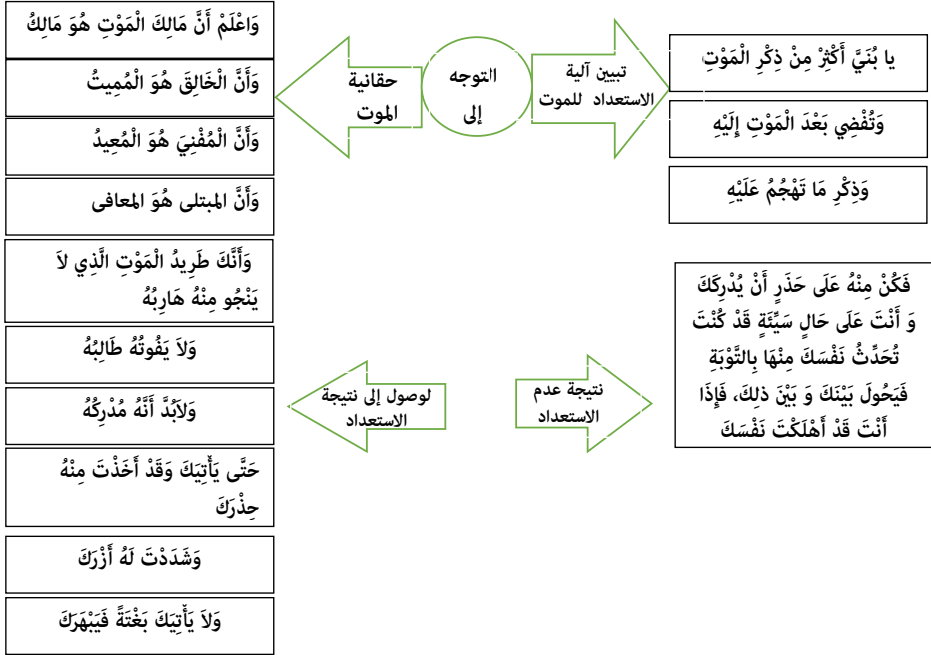 يا بُنَيَّ أَكْثِرْ مِنْ ذِكْرِ الْمَوْتِ
وَتُفْضِي بَعْدَ الْمَوْتِ إِلَيْهِ
وَذِكْرِ مَا تَهْجُمُ عَلَيْهِ
تبيين آلية
الاستعداد للموت
التوجه
إلى
حقانية
الموت
وَاعْلَمْ أَنَّ مَالِكَ الْمَوْتِ هُوَ مَالِكُ
وَأَنَّ الْخَالِقَ هُوَ الْمُمِيتُ
وَأَنَّ الْمُفْنِيَ هُوَ الْمُعِيدُ
وَأَنَّ المبتلى هُوَ المعافى
وَأَنَّكَ طَرِيدُ الْمَوْتِ الَّذِي لاَ
يَنْجُو مِنْهُ هَارِبُهُ
وَلاَ يَفُوتُهُ طَالِبُهُ
وَلاَبُدَّ أَنَّهُ مُدْرِكُهُ
حَتَّى يَأْتِيَكَ وَقَدْ أَخَذْتَ مِنْهُ
حِذْرَكَ
وَشَدَدْتَ لَهُ أَزْرَكَ
وَلاَ يَأْتِيَكَ بَغْتَةً فَيَبْهَرَكَ
فَكُنْ مِنْهُ عَلَى حَذَرٍ أَنْ يُدْرِكَكَ
وَ أَنْتَ عَلَى حَالٍ سَيِّئَةٍ قَدْ كُنْتَ
تُحَدِّثُ نَفْسَكَ مِنْهَا بِالتَّوْبَةِ
فَيَحُولَ بَيْنَكَ وَ بَيْنَ ذلِكَ، فَإِذَا
أَنْتَ قَدْ أَهْلَكْتَ نَفْسَكَ
نتيجة عدم
الاستعداد
لوصول إلى نتيجة
الاستعداد